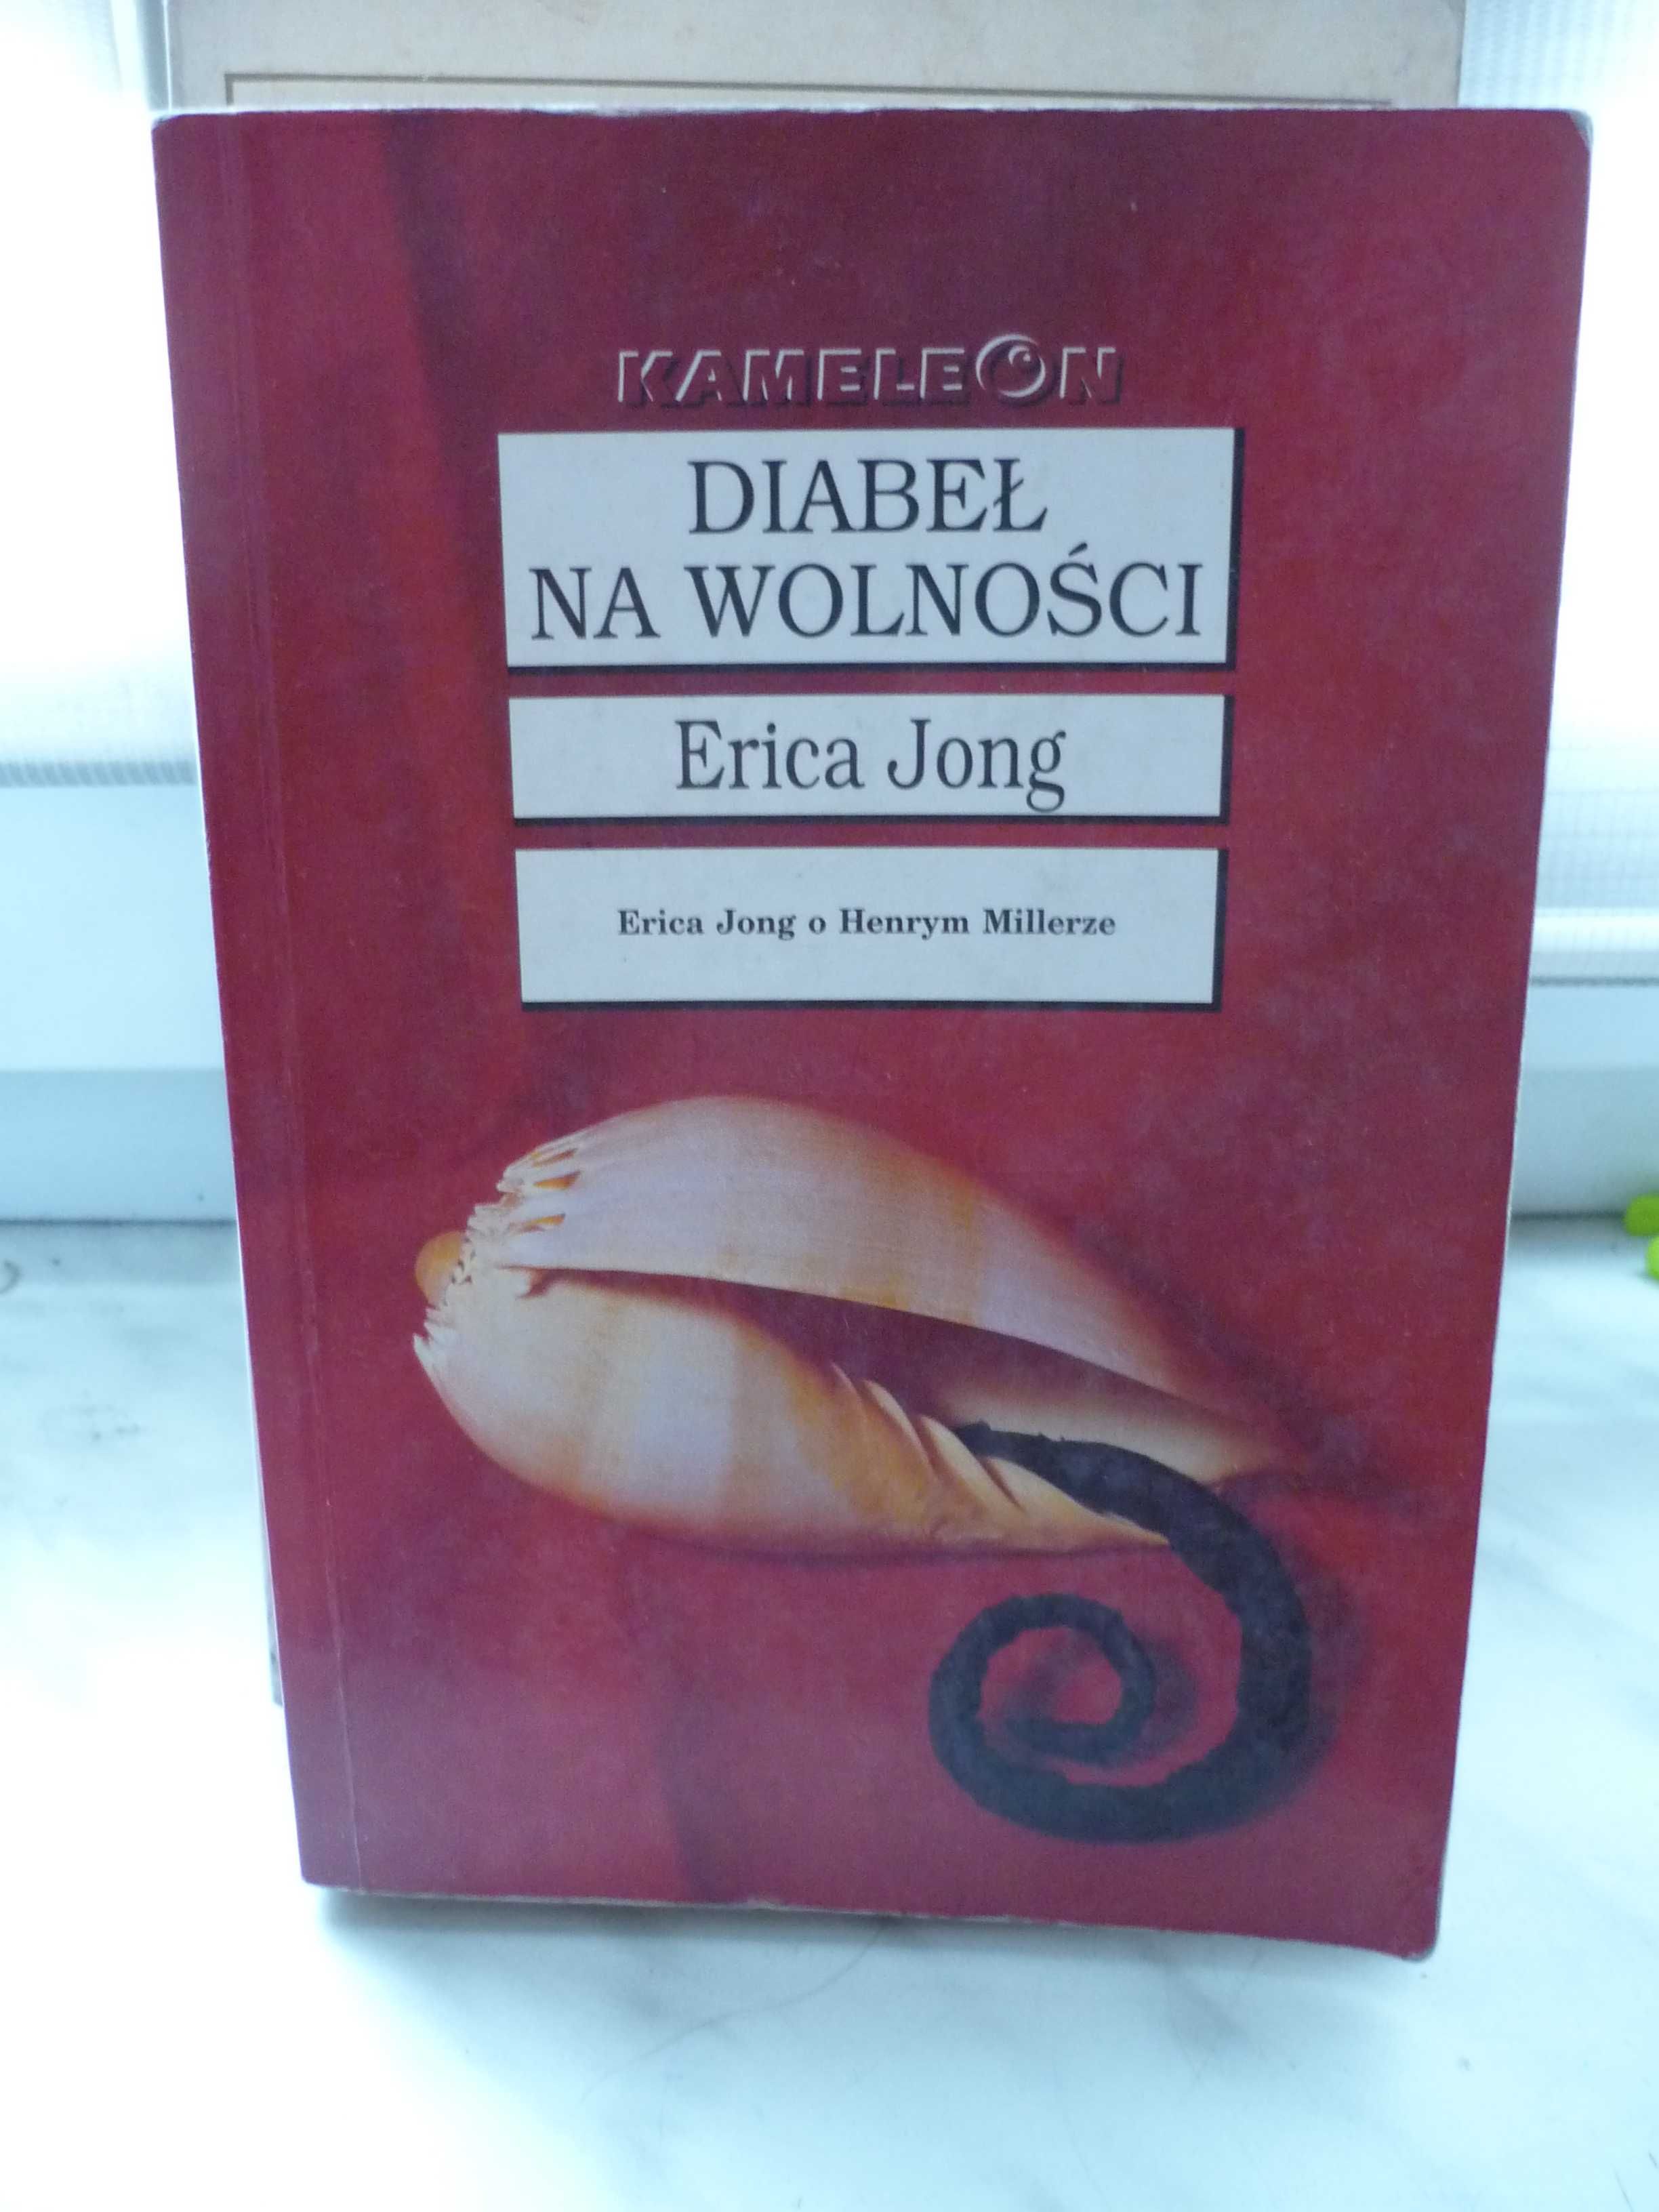 KAMELEON
DIABEŁ
NA WOLNOŚCI
Erica Jong
Erica Jong o Henrym Millerze